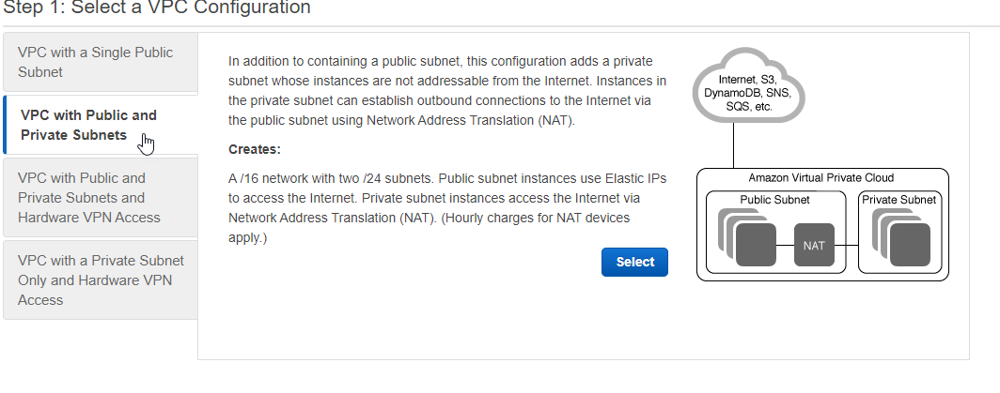 Step 1: Select a VPC Configuration
VPC with a Single Public
Subnet
VPC with Public and
Private Subnets
VPC with Public and
Private Subnets and
Hardware VPN Access
VPC with a Private Subnet
Only and Hardware VPN
Access
In addition to containing a public subnet, this configuration adds a private
subnet whose instances are not addressable from the Internet. Instances in
the private subnet can establish outbound connections to the Internet via
the public subnet using Network Address Translation (NAT).
Creates:
A /16 network with two /24 subnets. Public subnet instances use Elastic IPs
to access the Internet. Private subnet instances access the Internet via
Network Address Translation (NAT). (Hourly charges for NAT devices
apply.)
Select
Internet, S3,
DynamoDB, SNS,
SQS, etc.
Amazon Virtual Private Cloud
Public Subnet
Private Subnet
NAT